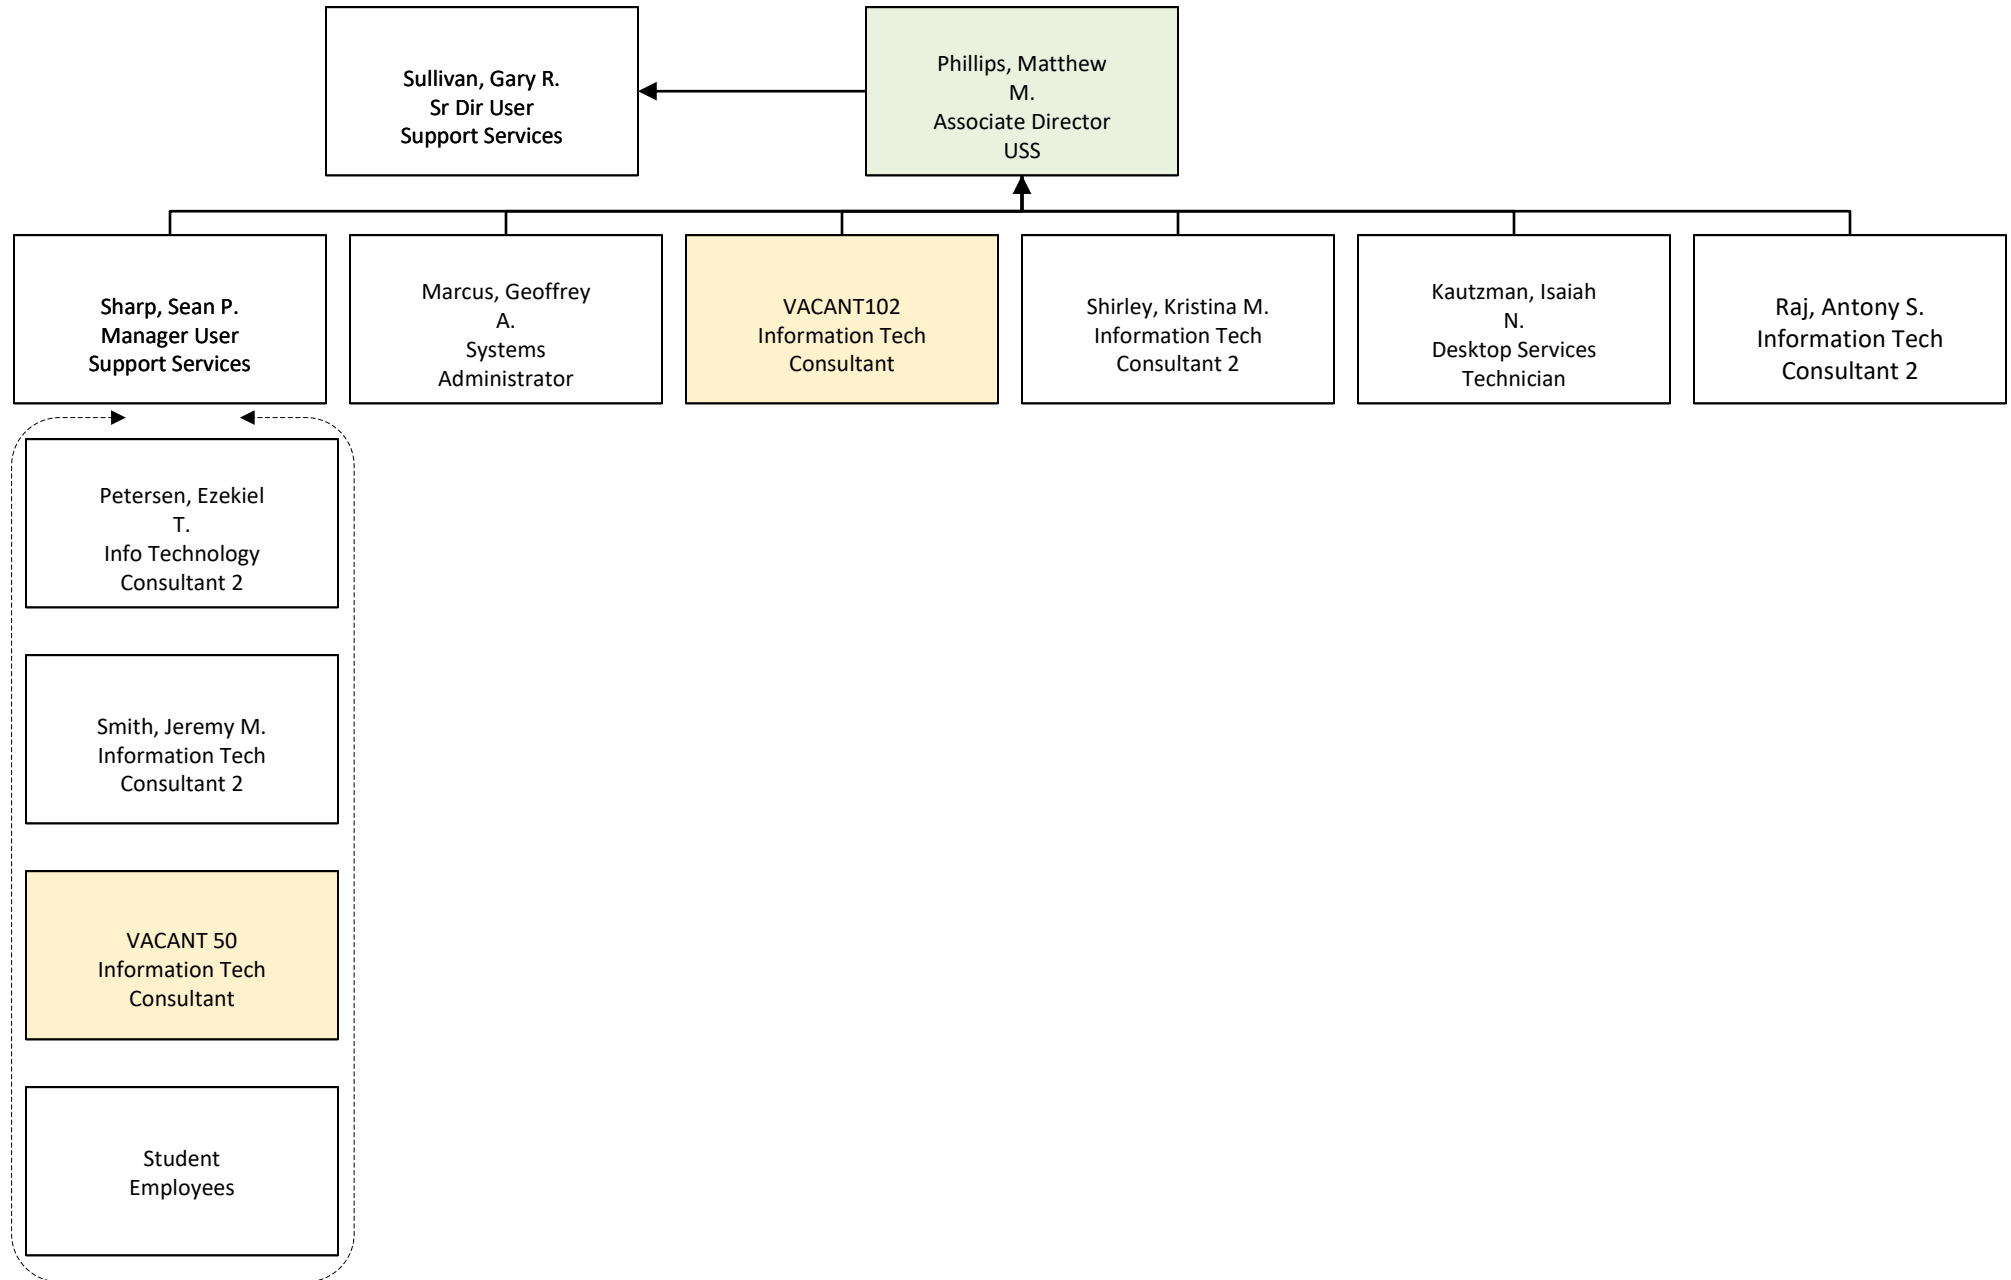 Sullivan, Gary R.
Sr Dir User
Support Services
Phillips, Matthew
M.
Associate Director
USS
Sharp, Sean P.
Manager User
Support Services
Marcus, Geoffrey
A.
Systems
Administrator
VACANT102
Information Tech
Consultant
Shirley, Kristina M.
Information Tech
Consultant 2
Kautzman, Isaiah
N.
Desktop Services
Technician
Raj, Antony S.
Information Tech
Consultant 2
Petersen, Ezekiel
T.
Info Technology
Consultant 2
Smith, Jeremy M.
Information Tech
Consultant 2
VACANT 50
Information Tech
Consultant
Student
Employees